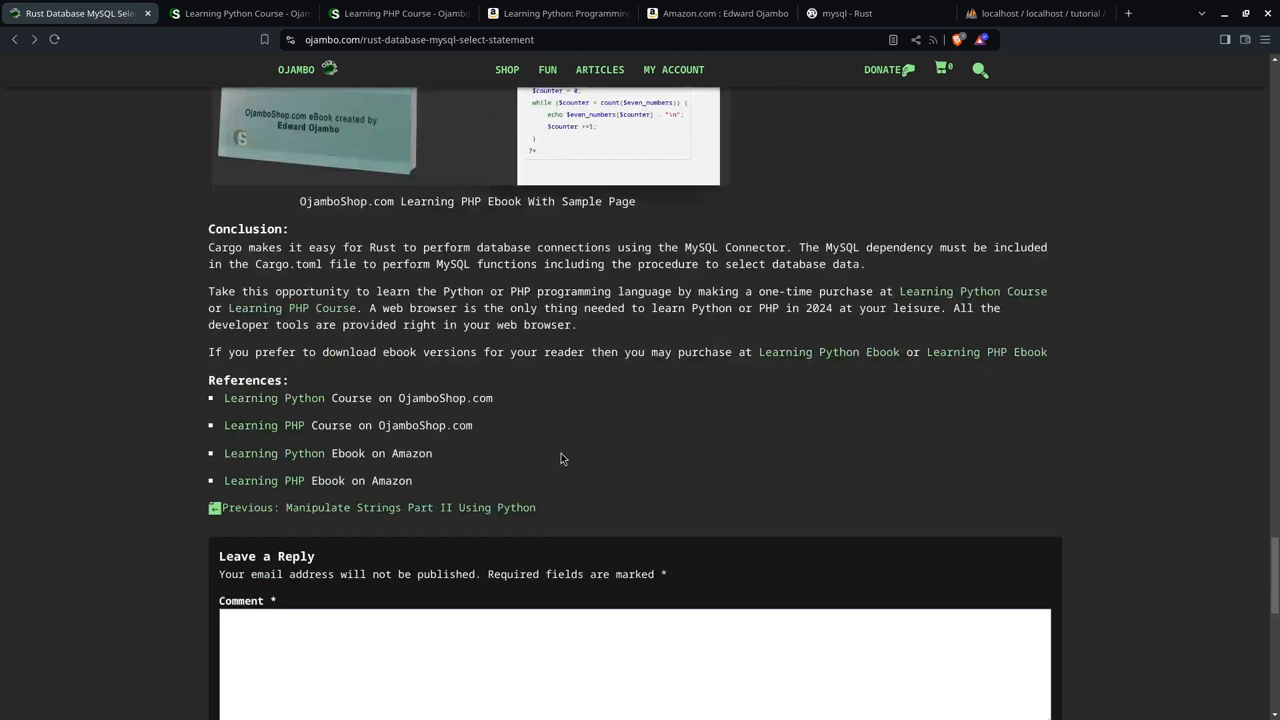 Rust Database MySQL Sele
Learning Python Course - Ojam
Learning PHP Course - Ojambo
Learning Python: Programming
Amazon.com : Edward Ojambo
mysql - Rust
localhost / localhost / tutorial /
ojambo.com/rust-database-mysql-select-statement
OJAMBO
SHOP
FUN
ARTICLES
MY ACCOUNT
DONATE
0
OjamboShop.com eBook created by
Edward Ojambo
$counter = 0;
while ($counter < count($even_numbers)) {
echo $even_numbers[$counter] . "\n";
$counter +=1;
}
?>
OjamboShop.com Learning PHP Ebook With Sample Page
Conclusion:
Cargo makes it easy for Rust to perform database connections using the MySQL Connector. The MySQL dependency must be included
in the Cargo.toml file to perform MySQL functions including the procedure to select database data.
Take this opportunity to learn the Python or PHP programming language by making a one-time purchase at Learning Python Course
or Learning PHP Course. A web browser is the only thing needed to learn Python or PHP in 2024 at your leisure. All the
developer tools are provided right in your web browser.
If you prefer to download ebook versions for your reader then you may purchase at Learning Python Ebook or Learning PHP Ebook
References:
Learning Python Course on OjamboShop.com
Learning PHP Course on OjamboShop.com
Learning Python Ebook on Amazon
Learning PHP Ebook on Amazon
Previous: Manipulate Strings Part II Using Python
Leave a Reply
Your email address will not be published. Required fields are marked *
Comment *